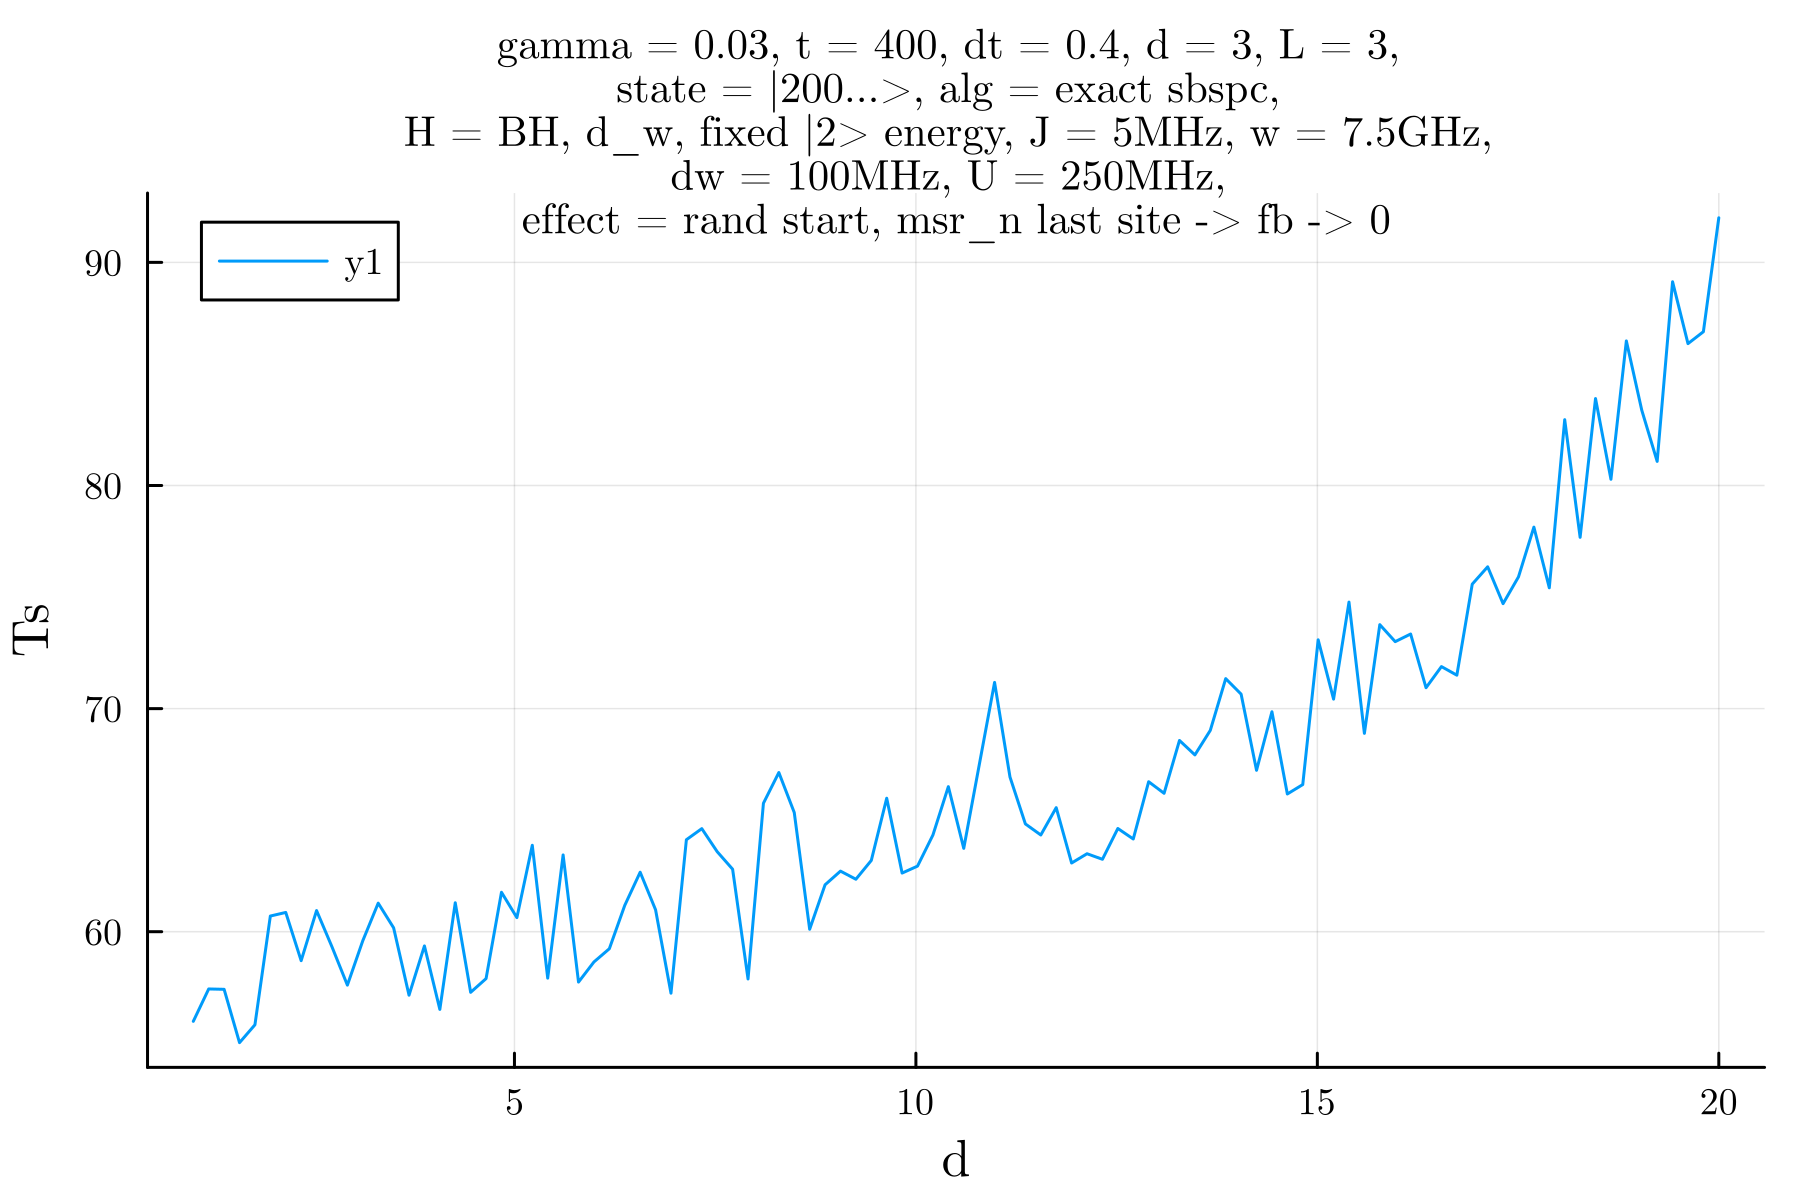 gamma = 0.03, t = 400, dt = 0.4, d = 3, L = 3,
state = |200...>, alg = exact sbspc,
H = BH, d_w, fixed |2> energy, J = 5MHz, w = 7.5GHz,
dw = 100MHz, U = 250MHz,
effect = rand start, msr_n last site -> fb -> 0
y1
90
80
70
60
Ts
5
10
15
20
d